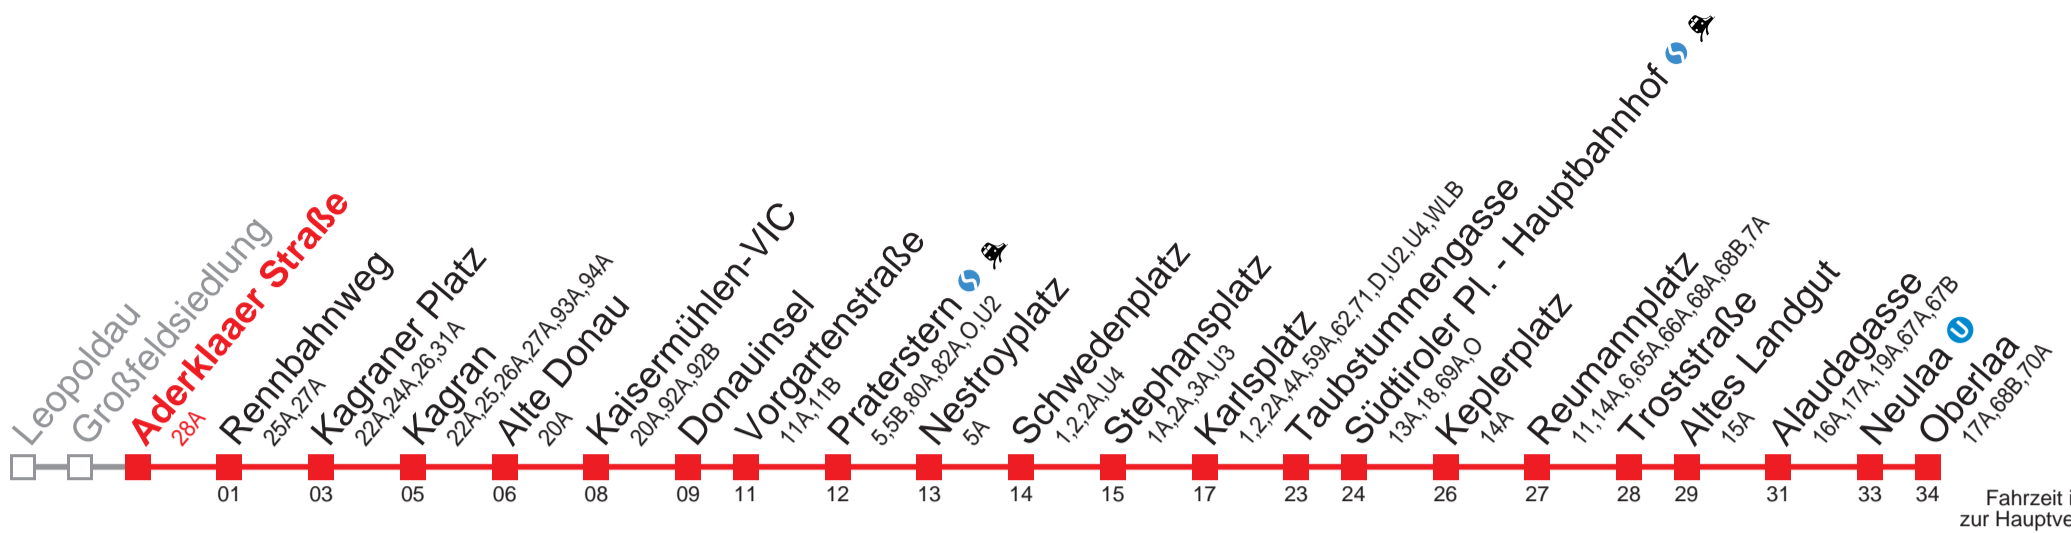 Leopoldau
Großfeldsiedlung
Aderklaaer Straße
28A
Rennbahnweg
25A,27A
Kagraner Platz
22A,24A,26,31A
Kagran
22A,25,26A,27A,93A,94A
Alte Donau
20A
Kaisermühlen-VIC
20A,92A,92B
Donauinsel
Vorgartenstraße
11A,11B
Praterstern
5,5B,80A,82A,O,U2
Nestroyplatz
5A
Schwedenplatz
1,2,2A,U4
Stephansplatz
1A,2A,3A,U3
Karlsplatz
1,2,2A,4A,59A,62,71,D,U2,U4,WLB
Taubstummengasse
Südtiroler Pl. - Hauptbahnhof
13A,18,69A,O
Keplerplatz
14A
Reumannplatz
11,14A,6,65A,66A,68A,68B,7A
Troststraße
Altes Landgut
15A
Alaudagasse
16A,17A,19A,67A,67B
Neulaa U
Oberlaa
17A,68B,70A
01 03 05 06 08 09 11 12 13 14 15 17 23 24 26 27 28 29 31 33 34
Fahrzeit i
zur Hauptve